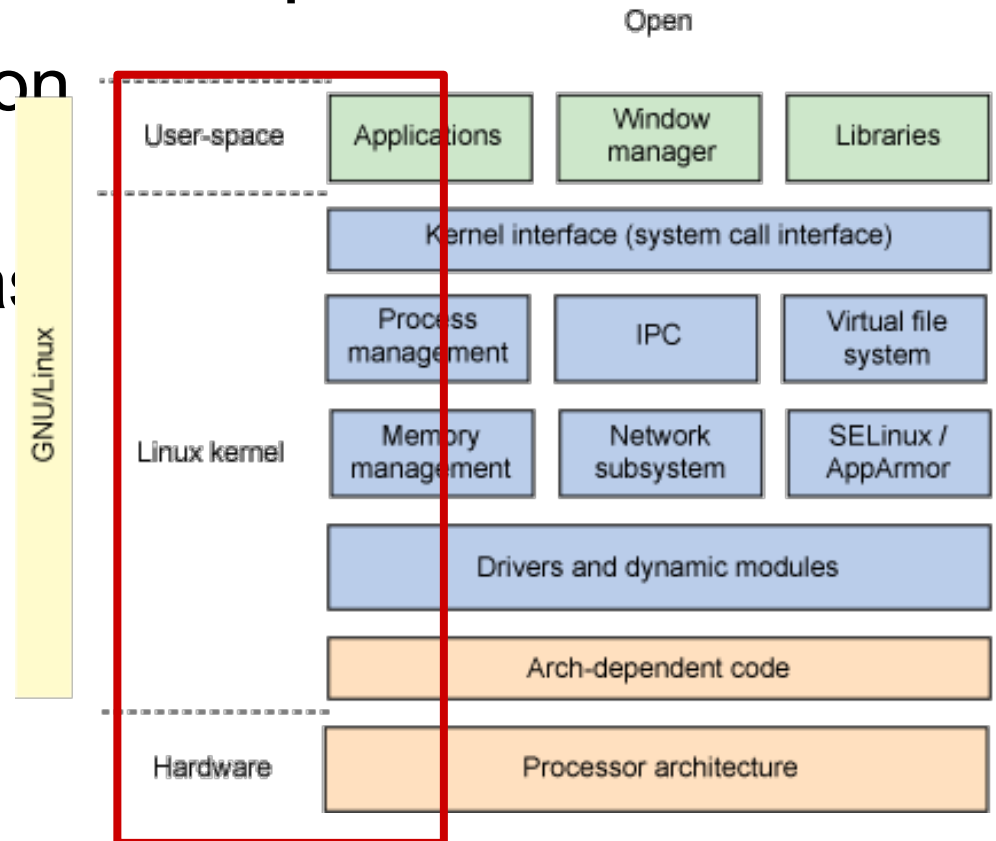 Open
on
User-space
Applications
Window
manager
Libraries
Kernel interface (system call interface)
as
GNU/Linux
Process
management
IPC
Virtual file
system
Linux kernel
Memory
management
Network
subsystem
SELinux /
AppArmor
Drivers and dynamic modules
Arch-dependent code
Hardware
Processor architecture